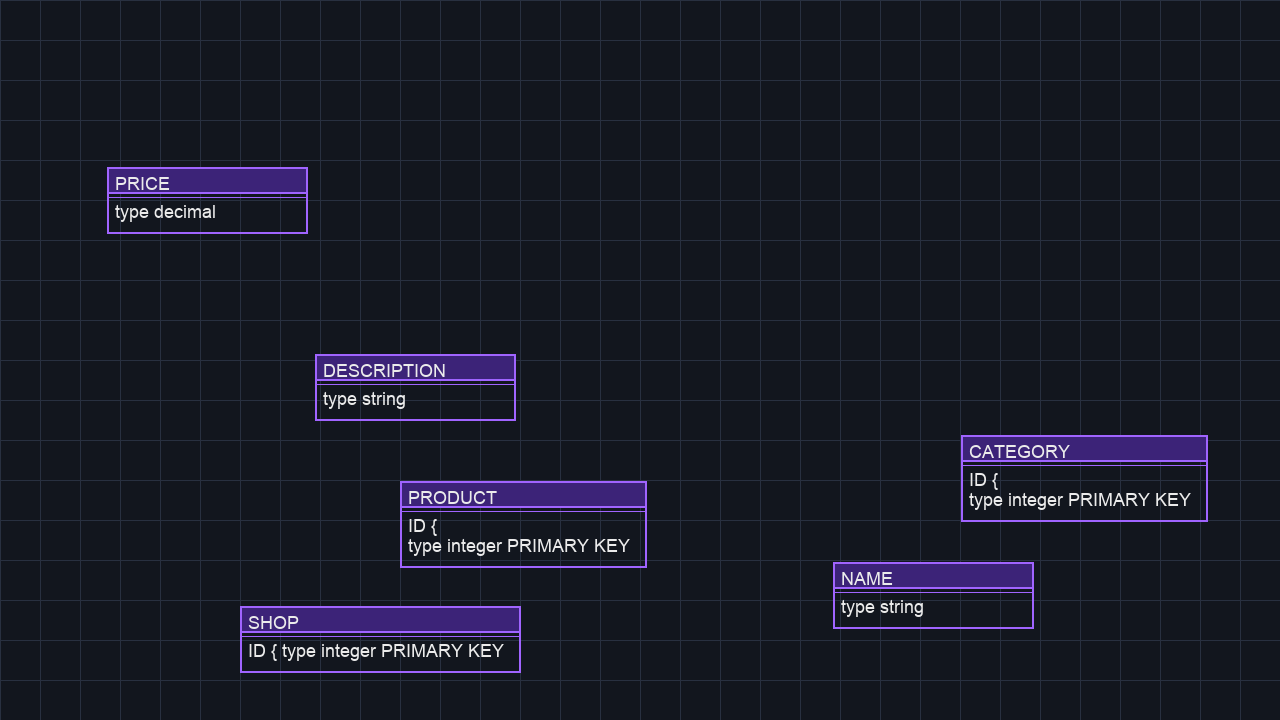 PRICE
type decimal
DESCRIPTION
type string
CATEGORY
ID {
type integer PRIMARY KEY
PRODUCT
ID {
type integer PRIMARY KEY
NAME
type string
SHOP
ID { type integer PRIMARY KEY